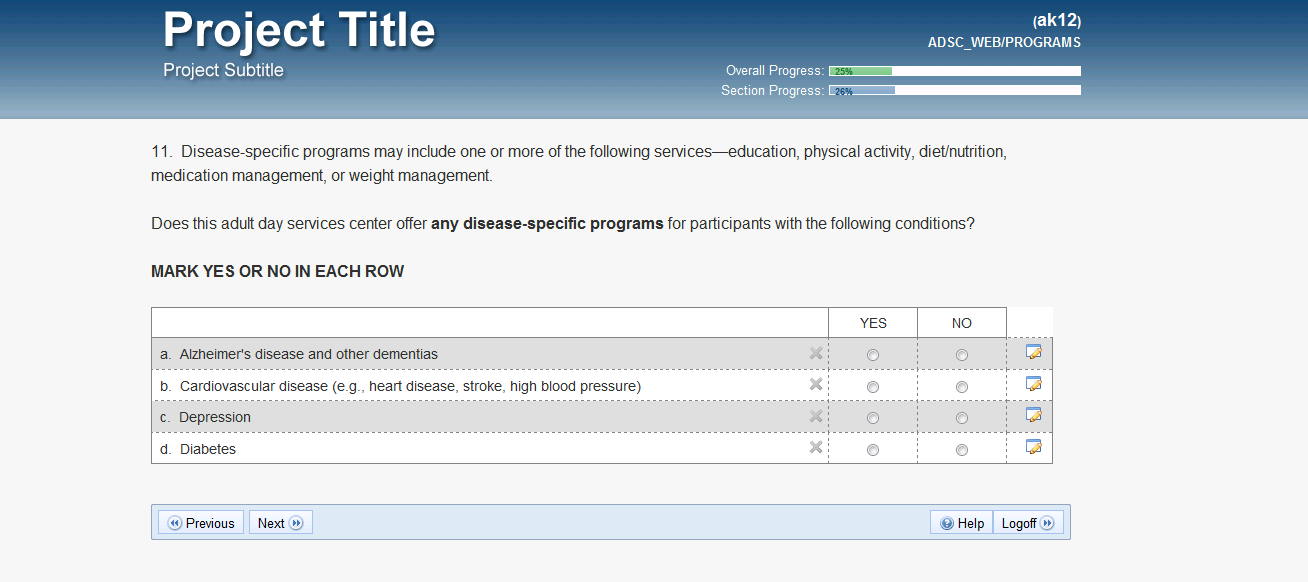 Project Title
Project Subtitle
(ak12)
ADSC_WEB/PROGRAMS
Overall Progress: 25%
Section Progress: 26%
11. Disease-specific programs may include one or more of the following services—education, physical activity, diet/nutrition,
medication management, or weight management.
Does this adult day services center offer any disease-specific programs for participants with the following conditions?
MARK YES OR NO IN EACH ROW
YES NO
a. Alzheimer's disease and other dementias
b. Cardiovascular disease (e.g., heart disease, stroke, high blood pressure)
c. Depression
d. Diabetes
Previous Next Help Logoff